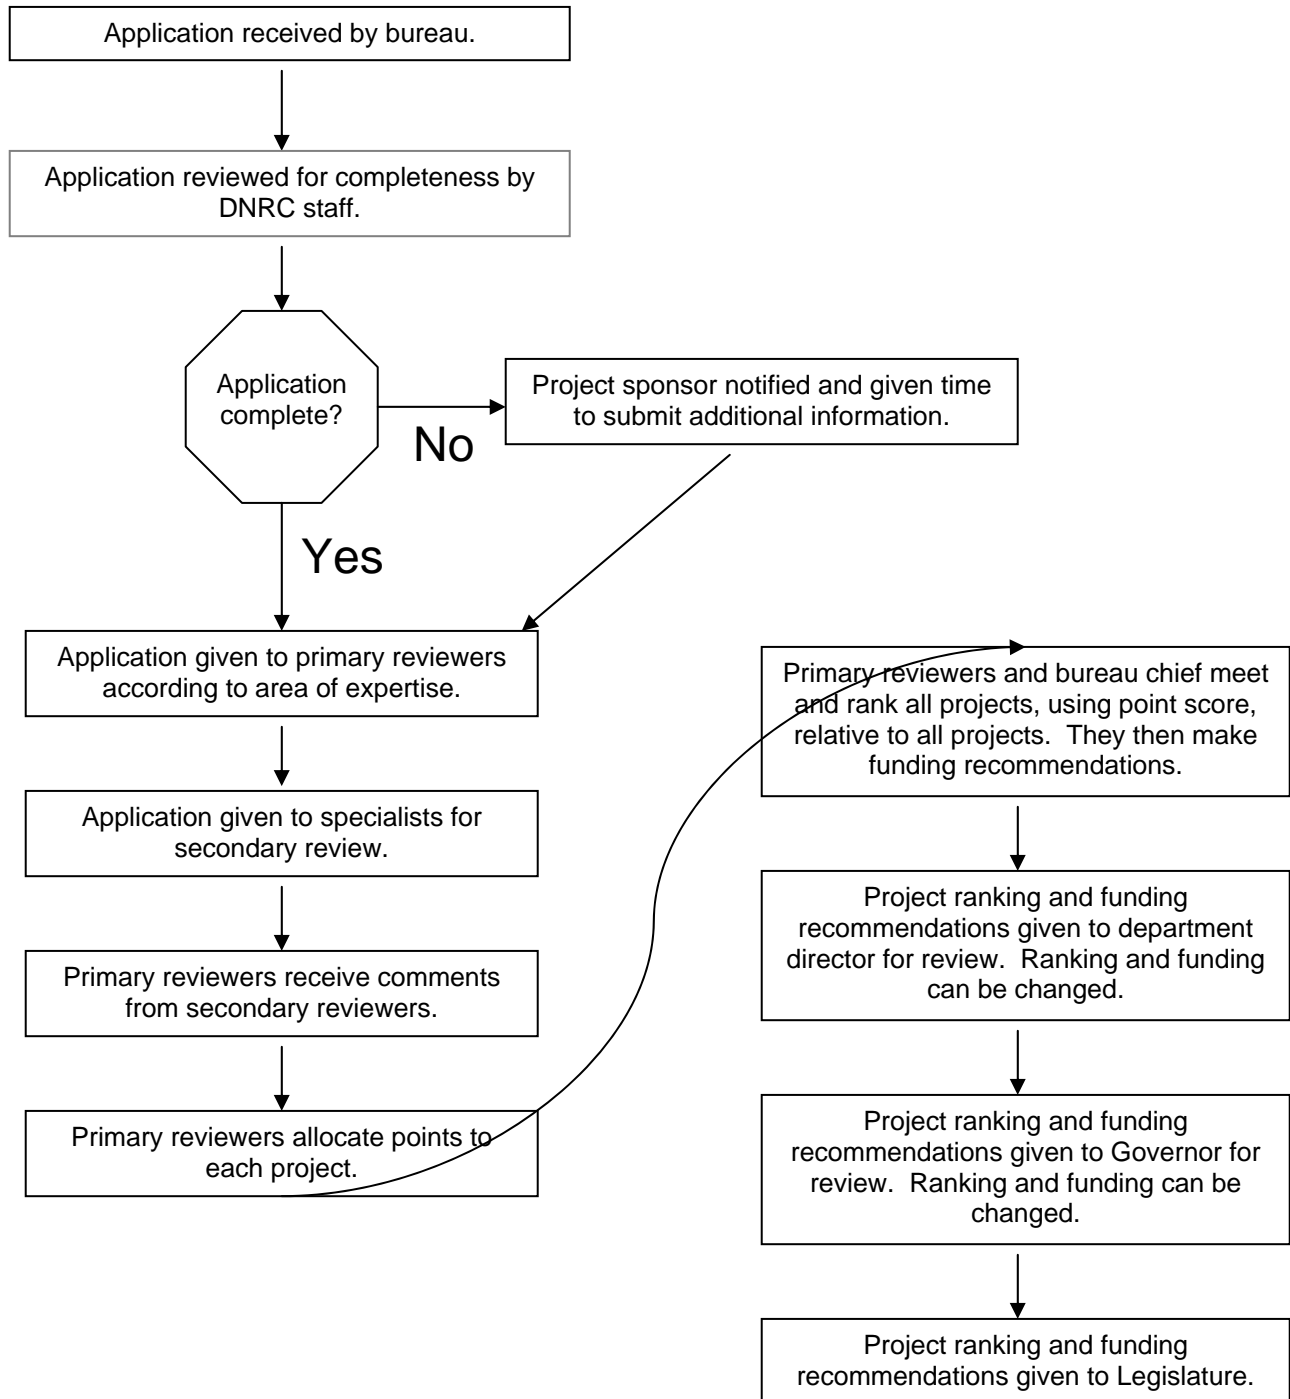 Application received by bureau.
Application reviewed for completeness by
DNRC staff.
Application
complete?
No
Project sponsor notified and given time
to submit additional information.
Yes
Application given to primary reviewers
according to area of expertise.
Application given to specialists for
secondary review.
Primary reviewers receive comments
from secondary reviewers.
Primary reviewers allocate points to
each project.
Primary reviewers and bureau chief meet
and rank all projects, using point score,
relative to all projects.  They then make
funding recommendations.
Project ranking and funding
recommendations given to department
director for review.  Ranking and funding
can be changed.
Project ranking and funding
recommendations given to Governor for
review.  Ranking and funding can be
changed.
Project ranking and funding
recommendations given to Legislature.